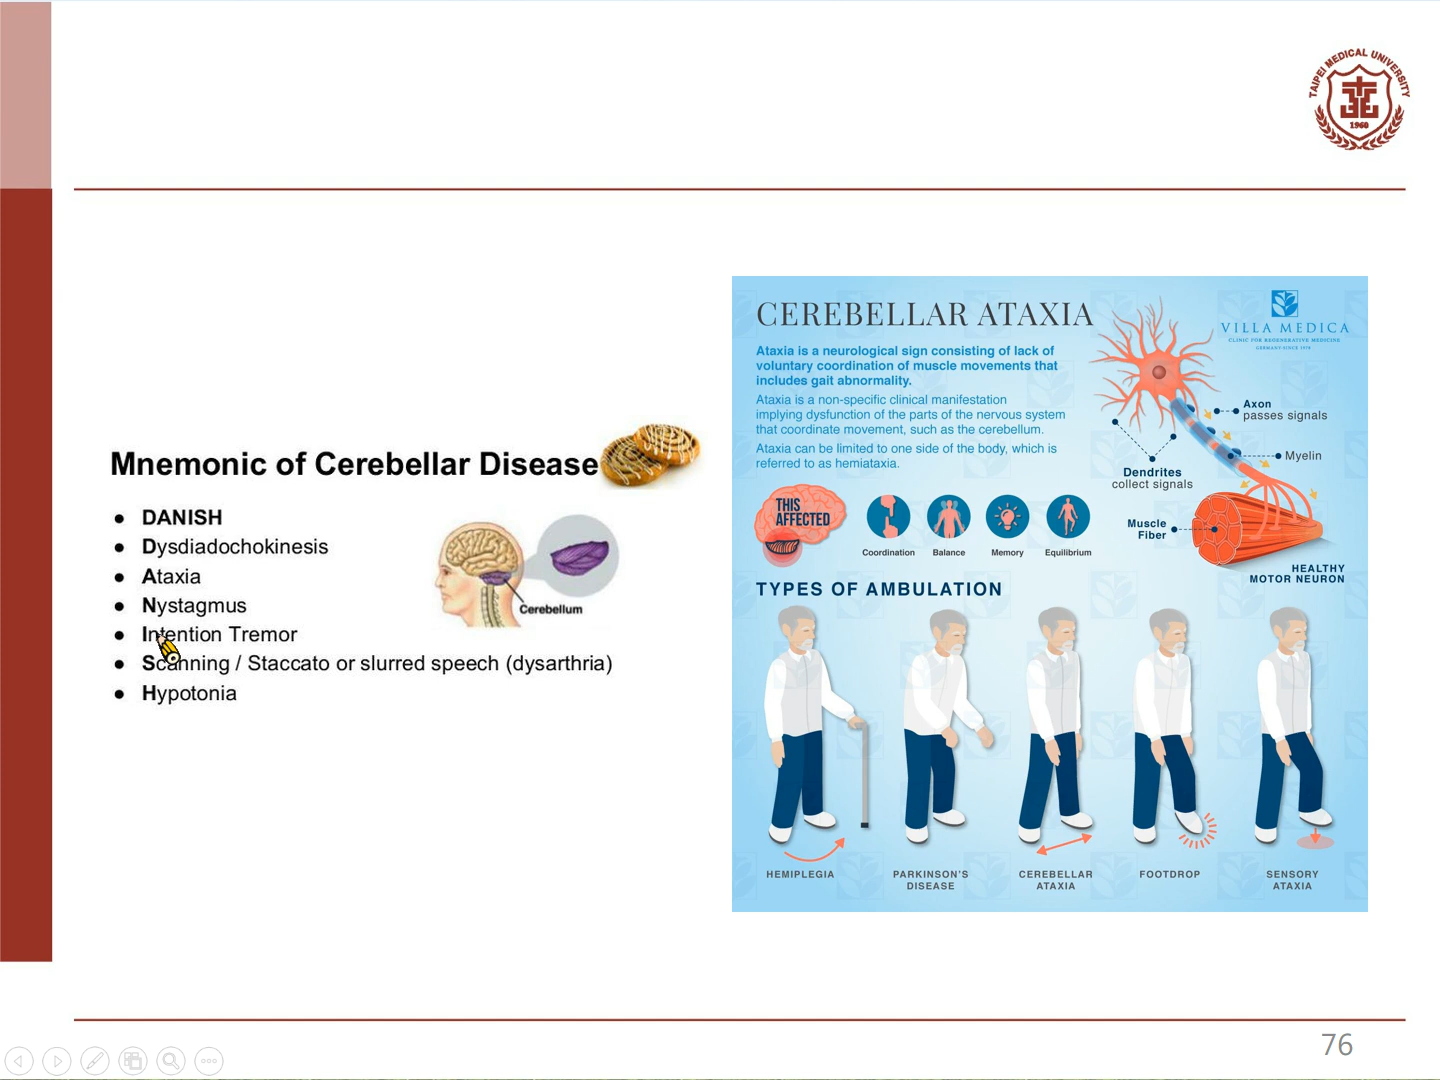 TAIPEI MEDICAL UNIVERSITY
1960
Mnemonic of Cerebellar Disease
DANISH
Dysdiadochokinesis
Ataxia
Nystagmus
Intention Tremor
Scanning / Staccato or slurred speech (dysarthria)
Hypotonia
Cerebellum
CEREBELLAR ATAXIA
VILLA MEDICA
CLINIC FOR REGENERATIVE MEDICINE
GERMANY·SINCE 1978
Ataxia is a neurological sign consisting of lack of
voluntary coordination of muscle movements that
includes gait abnormality.
Ataxia is a non-specific clinical manifestation
implying dysfunction of the parts of the nervous system
that coordinate movement, such as the cerebellum.
Ataxia can be limited to one side of the body, which is
referred to as hemiataxia.
Axon
passes signals
Myelin
Dendrites
collect signals
Muscle
Fiber
HEALTHY
MOTOR NEURON
THIS
AFFECTED
Coordination
Balance
Memory
Equilibrium
TYPES OF AMBULATION
HEMIPLEGIA
PARKINSON'S
DISEASE
CEREBELLAR
ATAXIA
FOOTDROP
SENSORY
ATAXIA
76